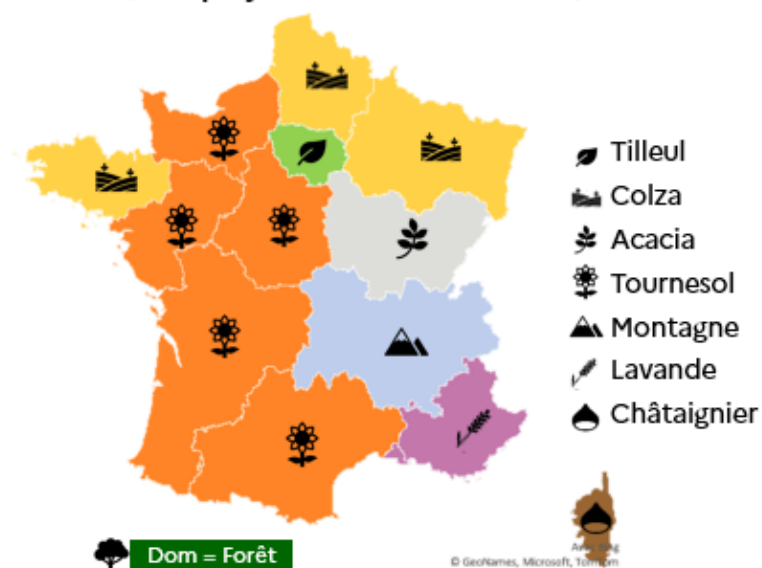 Tilleul
Colza
Acacia
Tournesol
Montagne
Lavande
Châtaignier
Dom = Forêt
© GeoNames, Microsoft, TomTom